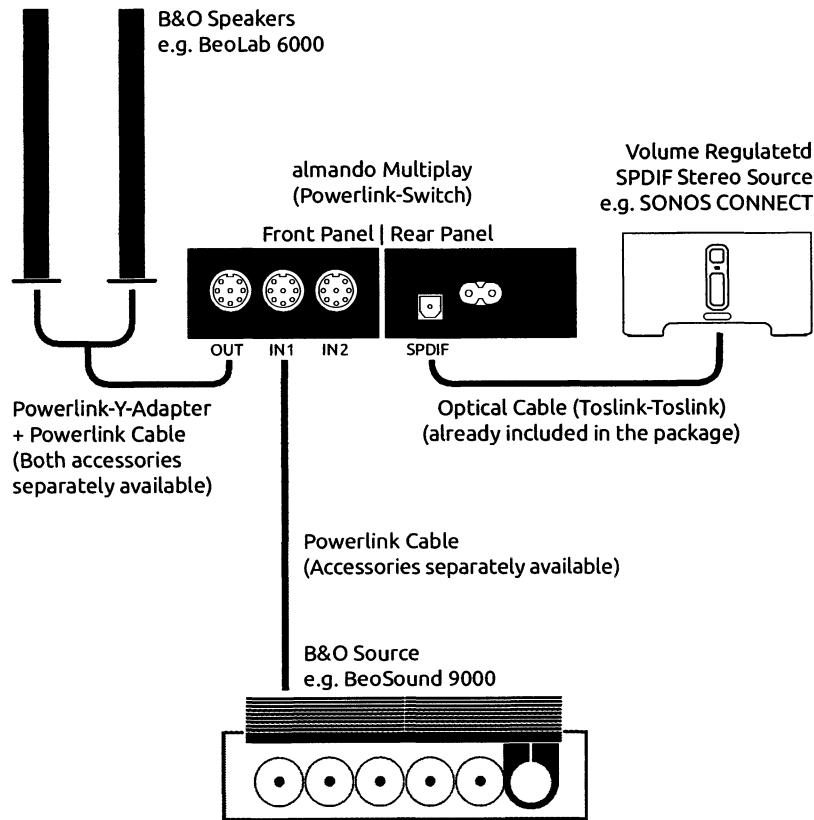 B&O Speakers
e.g. BeoLab 6000
almando Multiplay
(Powerlink-Switch)
Volume Regulatetd
SPDIF Stereo Source
e.g. SONOS CONNECT
Front Panel | Rear Panel
OUT IN1 IN2 SPDIF
Powerlink-Y-Adapter
+ Powerlink Cable
(Both accessories
separately available)
Optical Cable (Toslink-Toslink)
(already included in the package)
Powerlink Cable
(Accessories separately available)
B&O Source
e.g. BeoSound 9000